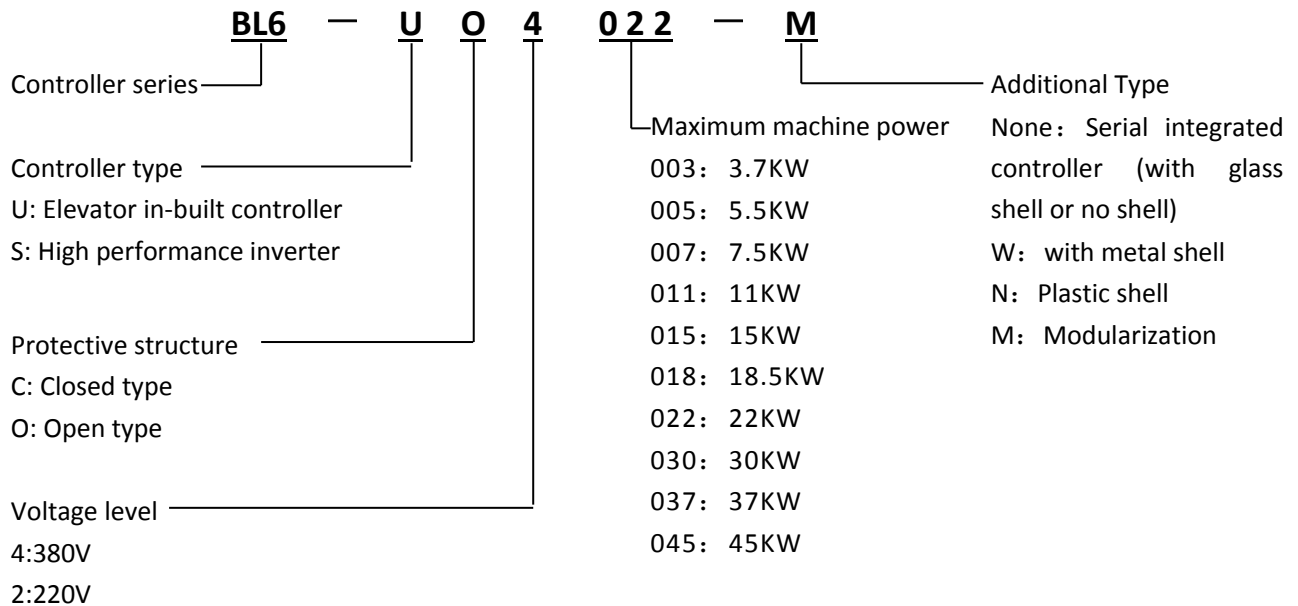 BL6 — U O 4 0 2 2 — M
Controller series
Additional Type
Maximum machine power
None：Serial integrated
controller (with glass
shell or no shell)
W：with metal shell
N：Plastic shell
M：Modularization
003：3.7KW
005：5.5KW
007：7.5KW
011：11KW
015：15KW
018：18.5KW
022：22KW
030：30KW
037：37KW
045：45KW
Controller type
U: Elevator in-built controller
S: High performance inverter
Protective structure
C: Closed type
O: Open type
Voltage level
4:380V
2:220V